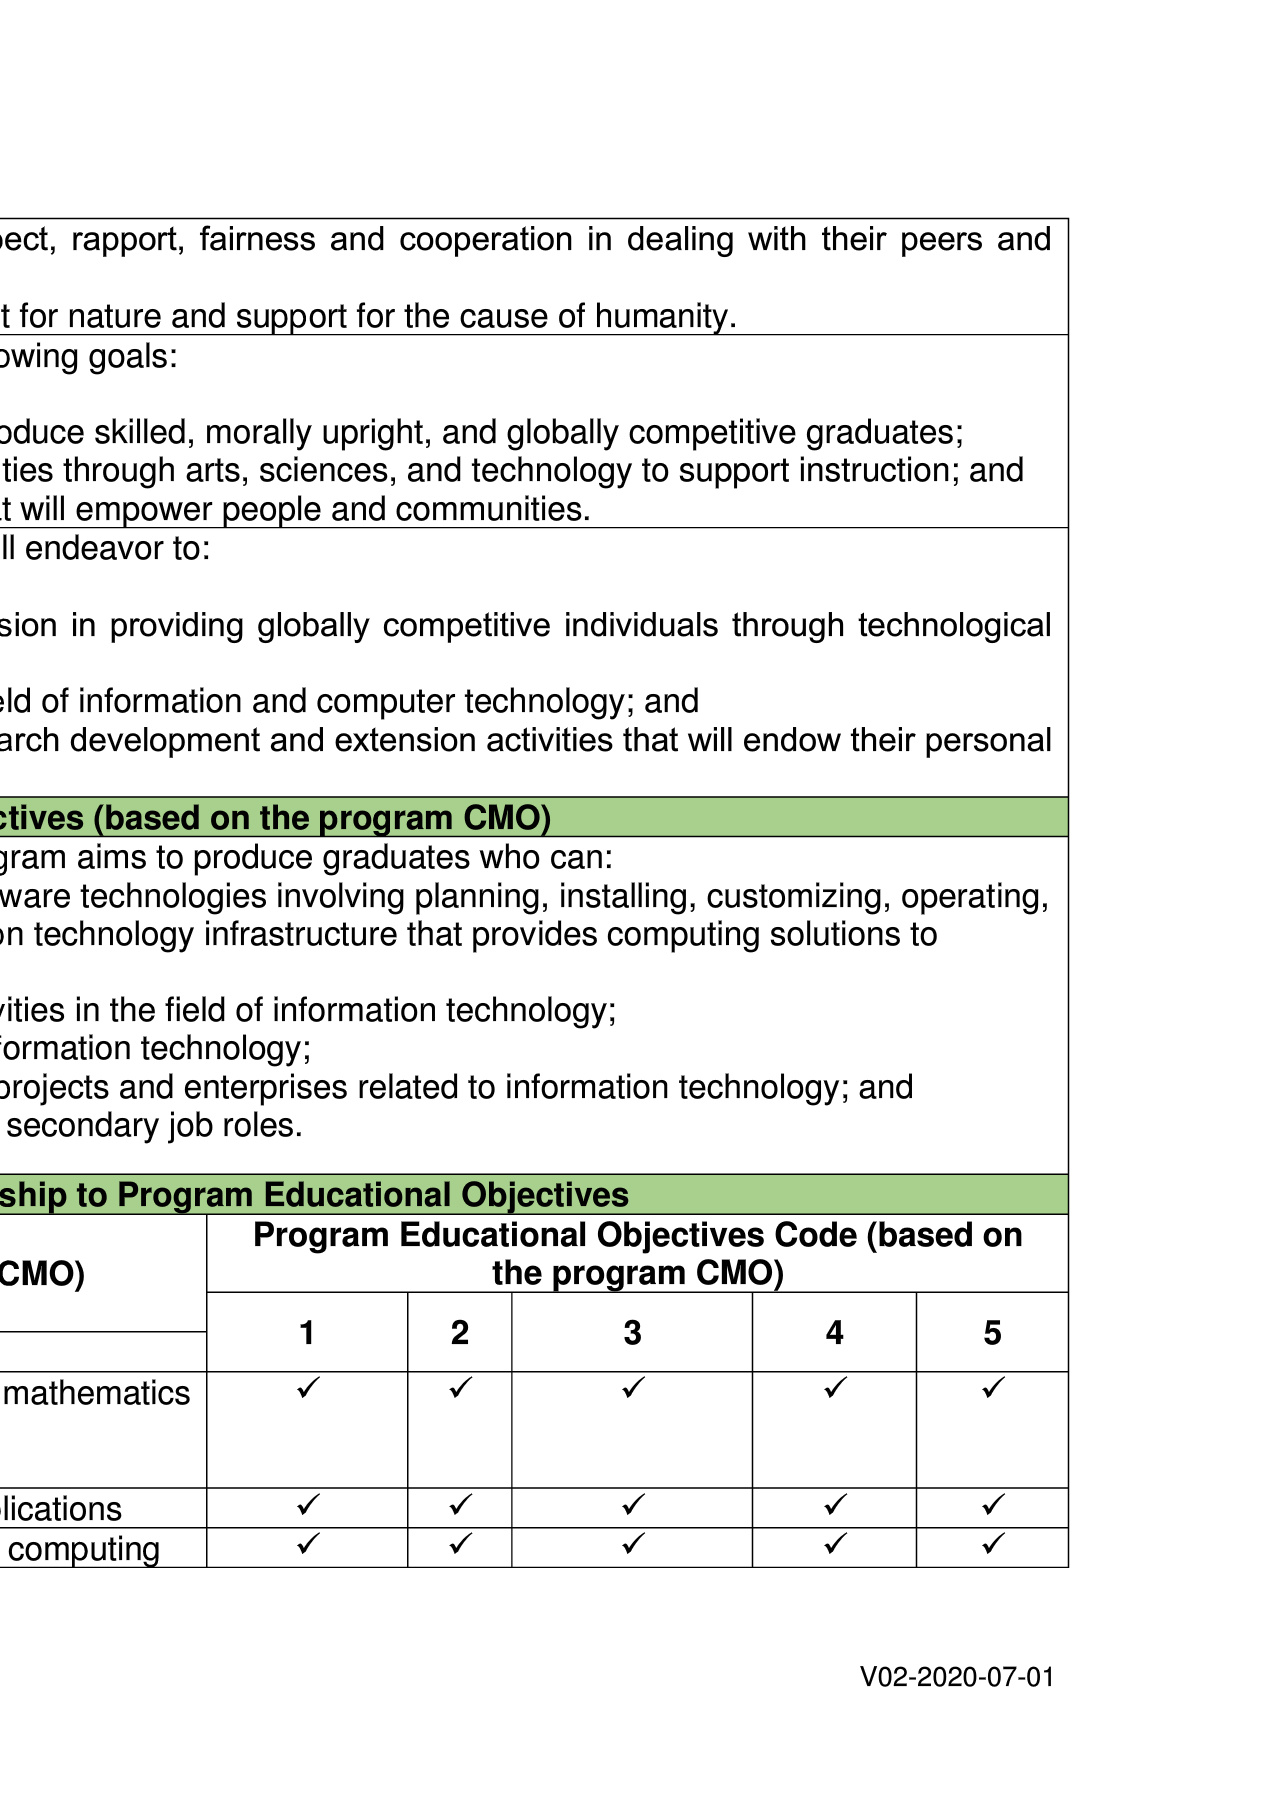 pect, rapport, fairness and cooperation in dealing with their peers and
t for nature and support for the cause of humanity.
owing goals:
oduce skilled, morally upright, and globally competitive graduates;
ties through arts, sciences, and technology to support instruction; and
at will empower people and communities.
ll endeavor to:
sion in providing globally competitive individuals through technological
eld of information and computer technology; and
arch development and extension activities that will endow their personal
ctives (based on the program CMO)
gram aims to produce graduates who can:
ware technologies involving planning, installing, customizing, operating,
on technology infrastructure that provides computing solutions to
vities in the field of information technology;
formation technology;
projects and enterprises related to information technology; and
secondary job roles.
ship to Program Educational Objectives
Program Educational Objectives Code (based on
the program CMO)
CMO)
1 2 3 4 5
mathematics ✓ ✓ ✓ ✓ ✓
plications ✓ ✓ ✓ ✓ ✓
computing ✓ ✓ ✓ ✓ ✓
V02-2020-07-01